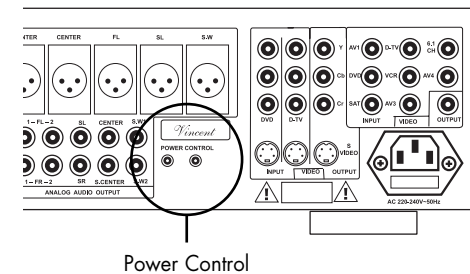 ENTER CENTER FL SL S.W
1 – FL – 2 SL CENTER S.W1
1 – FR – 2 SR S.CENTER S.W2
ANALOG AUDIO OUTPUT
Vincent
POWER CONTROL
Y
Cb
Cr
DVD D-TV
S
VIDEO
INPUT VIDEO OUTPUT
AV1 D-TV 6.1
CH
DVD VCR AV4
SAT AV3
INPUT VIDEO OUTPUT
AC 220-240V~50Hz
Power Control